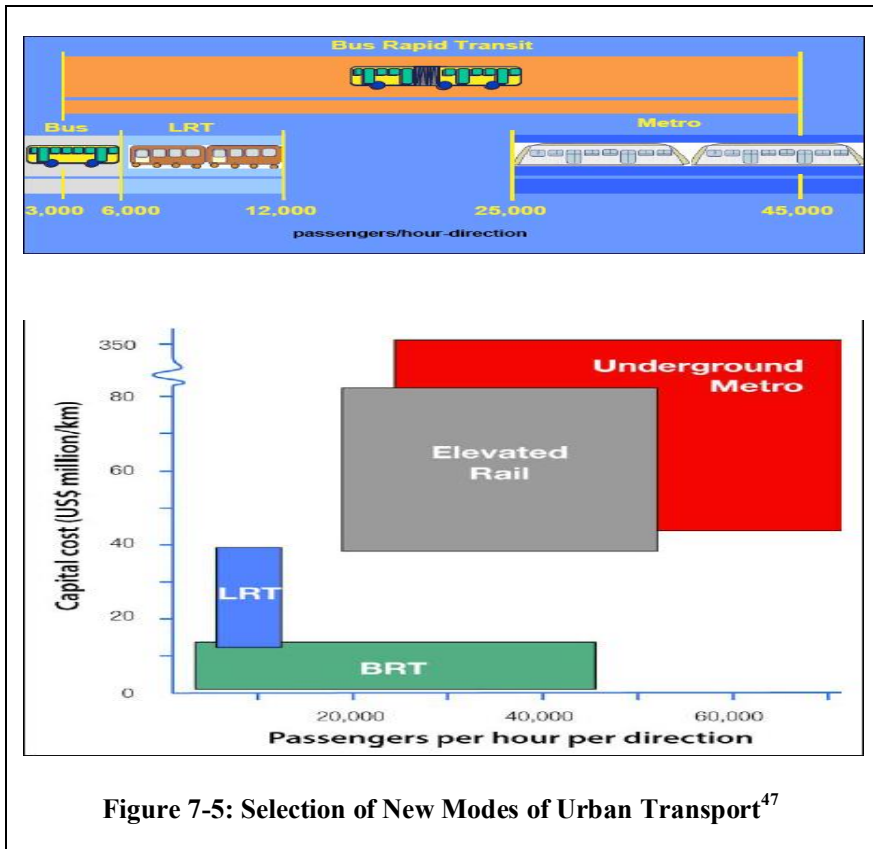 Bus Rapid Transit
Bus LRT Metro
3,000 6,000 12,000 25,000 45,000
passengers/hour-direction
350
80
60
40
20
0
Capital cost (US$ million/km)
Underground
Metro
Elevated
Rail
LRT
BRT
20,000 40,000 60,000
Passengers per hour per direction
Figure 7-5: Selection of New Modes of Urban Transport47